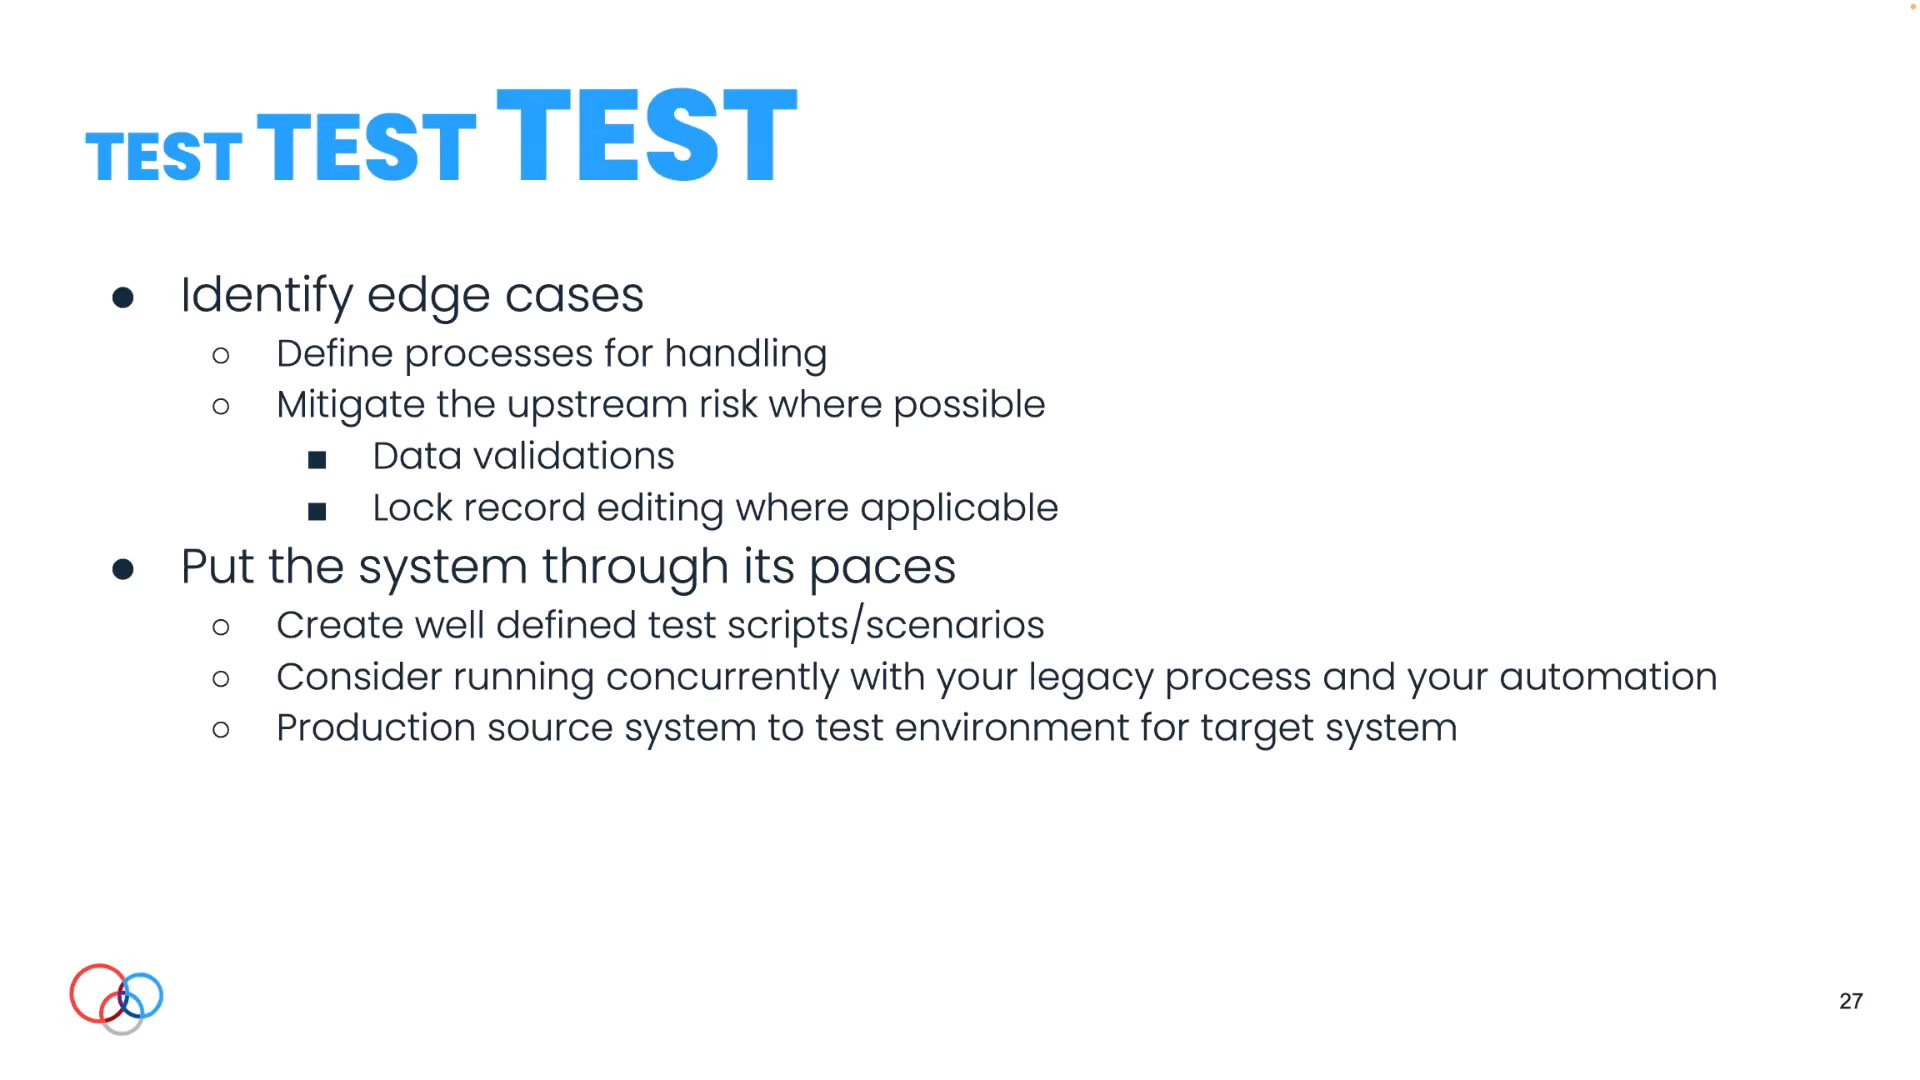 TEST TEST TEST
● Identify edge cases
○ Define processes for handling
○ Mitigate the upstream risk where possible
■ Data validations
■ Lock record editing where applicable
● Put the system through its paces
○ Create well defined test scripts/scenarios
○ Consider running concurrently with your legacy process and your automation
○ Production source system to test environment for target system
27